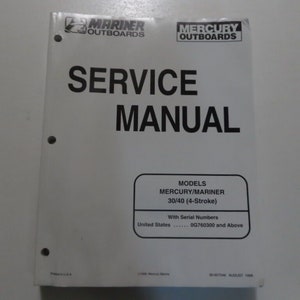 MARINER
OUTBOARDS
MERCURY
OUTBOARDS
SERVICE
MANUAL
MODELS
MERCURY/MARINER
30/40 (4-Stroke)
With Serial Numbers
United States ...... 0G760300 and Above